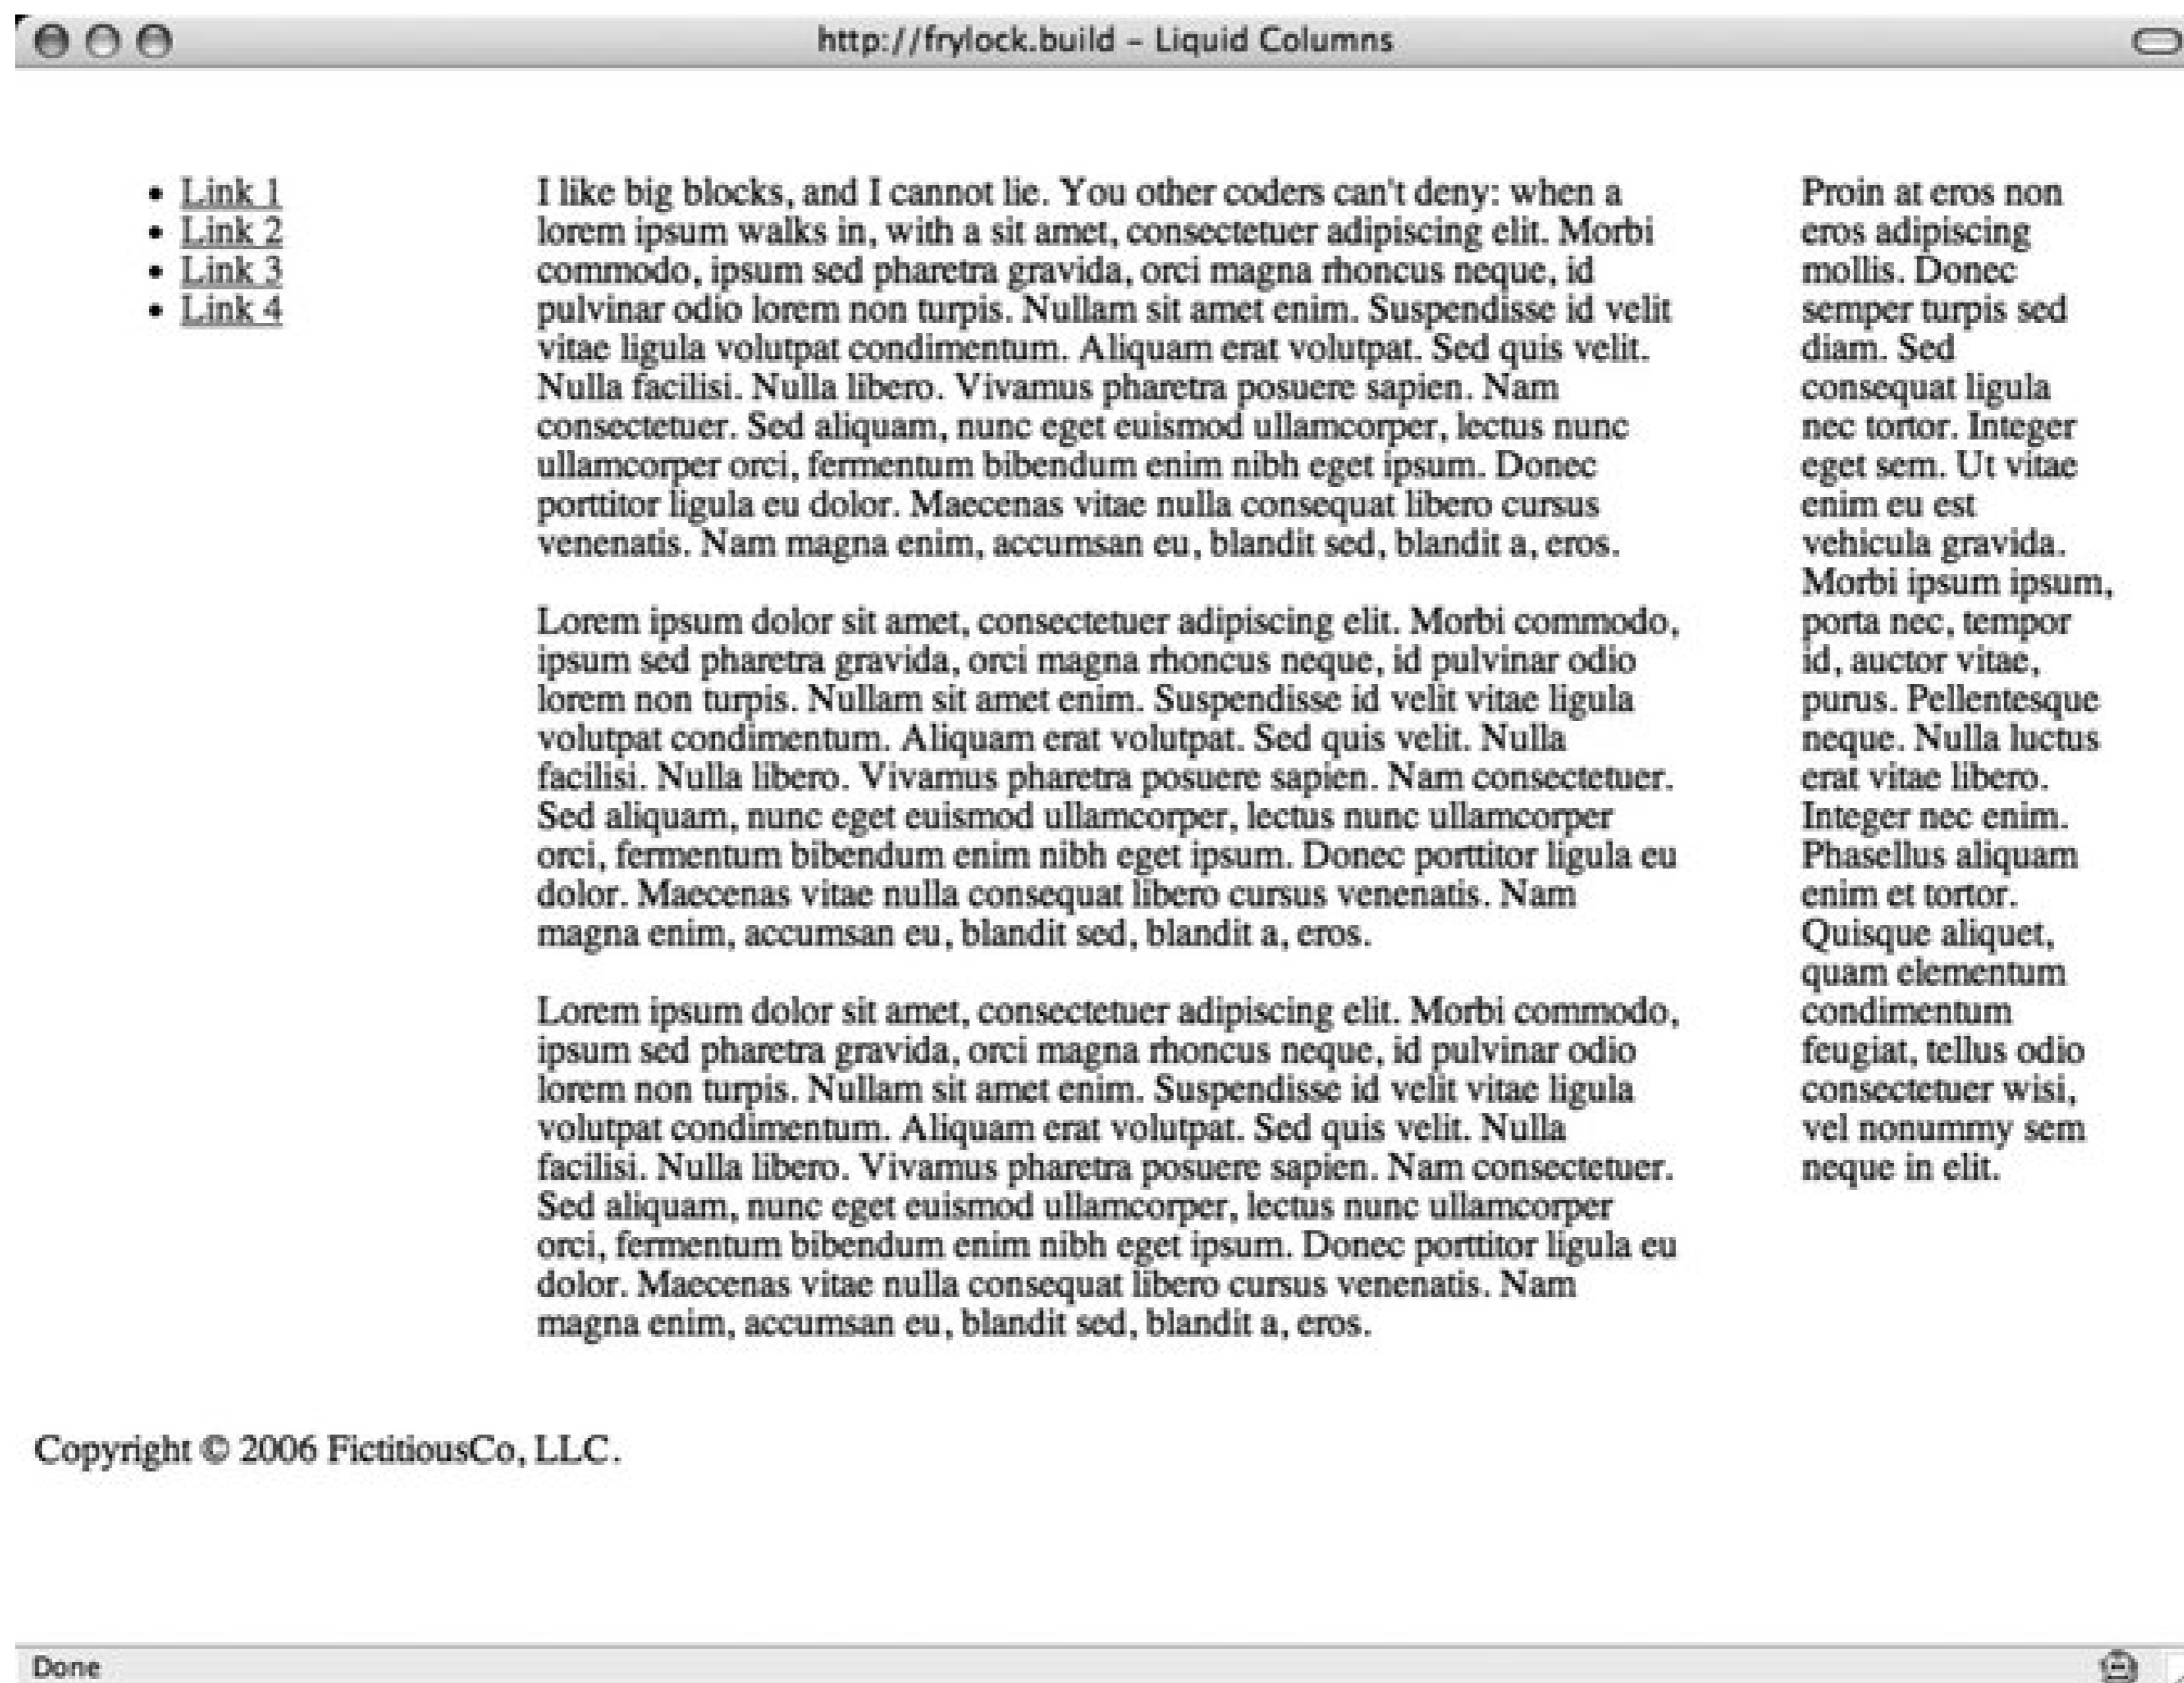 http://frylock.build – Liquid Columns
• Link 1
• Link 2
• Link 3
• Link 4
I like big blocks, and I cannot lie. You other coders can't deny: when a
lorem ipsum walks in, with a sit amet, consectetuer adipiscing elit. Morbi
commodo, ipsum sed pharetra gravida, orci magna rhoncus neque, id
pulvinar odio lorem non turpis. Nullam sit amet enim. Suspendisse id velit
vitae ligula volutpat condimentum. Aliquam erat volutpat. Sed quis velit.
Nulla facilisi. Nulla libero. Vivamus pharetra posuere sapien. Nam
consectetuer. Sed aliquam, nunc eget euismod ullamcorper, lectus nunc
ullamcorper orci, fermentum bibendum enim nibh eget ipsum. Donec
porttitor ligula eu dolor. Maecenas vitae nulla consequat libero cursus
venenatis. Nam magna enim, accumsan eu, blandit sed, blandit a, eros.
Lorem ipsum dolor sit amet, consectetuer adipiscing elit. Morbi commodo,
ipsum sed pharetra gravida, orci magna rhoncus neque, id pulvinar odio
lorem non turpis. Nullam sit amet enim. Suspendisse id velit vitae ligula
volutpat condimentum. Aliquam erat volutpat. Sed quis velit. Nulla
facilisi. Nulla libero. Vivamus pharetra posuere sapien. Nam consectetuer.
Sed aliquam, nunc eget euismod ullamcorper, lectus nunc ullamcorper
orci, fermentum bibendum enim nibh eget ipsum. Donec porttitor ligula eu
dolor. Maecenas vitae nulla consequat libero cursus venenatis. Nam
magna enim, accumsan eu, blandit sed, blandit a, eros.
Lorem ipsum dolor sit amet, consectetuer adipiscing elit. Morbi commodo,
ipsum sed pharetra gravida, orci magna rhoncus neque, id pulvinar odio
lorem non turpis. Nullam sit amet enim. Suspendisse id velit vitae ligula
volutpat condimentum. Aliquam erat volutpat. Sed quis velit. Nulla
facilisi. Nulla libero. Vivamus pharetra posuere sapien. Nam consectetuer.
Sed aliquam, nunc eget euismod ullamcorper, lectus nunc ullamcorper
orci, fermentum bibendum enim nibh eget ipsum. Donec porttitor ligula eu
dolor. Maecenas vitae nulla consequat libero cursus venenatis. Nam
magna enim, accumsan eu, blandit sed, blandit a, eros.
Proin at eros non
eros adipiscing
mollis. Donec
semper turpis sed
diam. Sed
consequat ligula
nec tortor. Integer
eget sem. Ut vitae
enim eu est
vehicula gravida.
Morbi ipsum ipsum,
porta nec, tempor
id, auctor vitae,
purus. Pellentesque
neque. Nulla luctus
erat vitae libero.
Integer nec enim.
Phasellus aliquam
enim et tortor.
Quisque aliquet,
quam elementum
condimentum
feugiat, tellus odio
consectetuer wisi,
vel nonummy sem
neque in elit.
Copyright © 2006 FictitiousCo, LLC.
Done